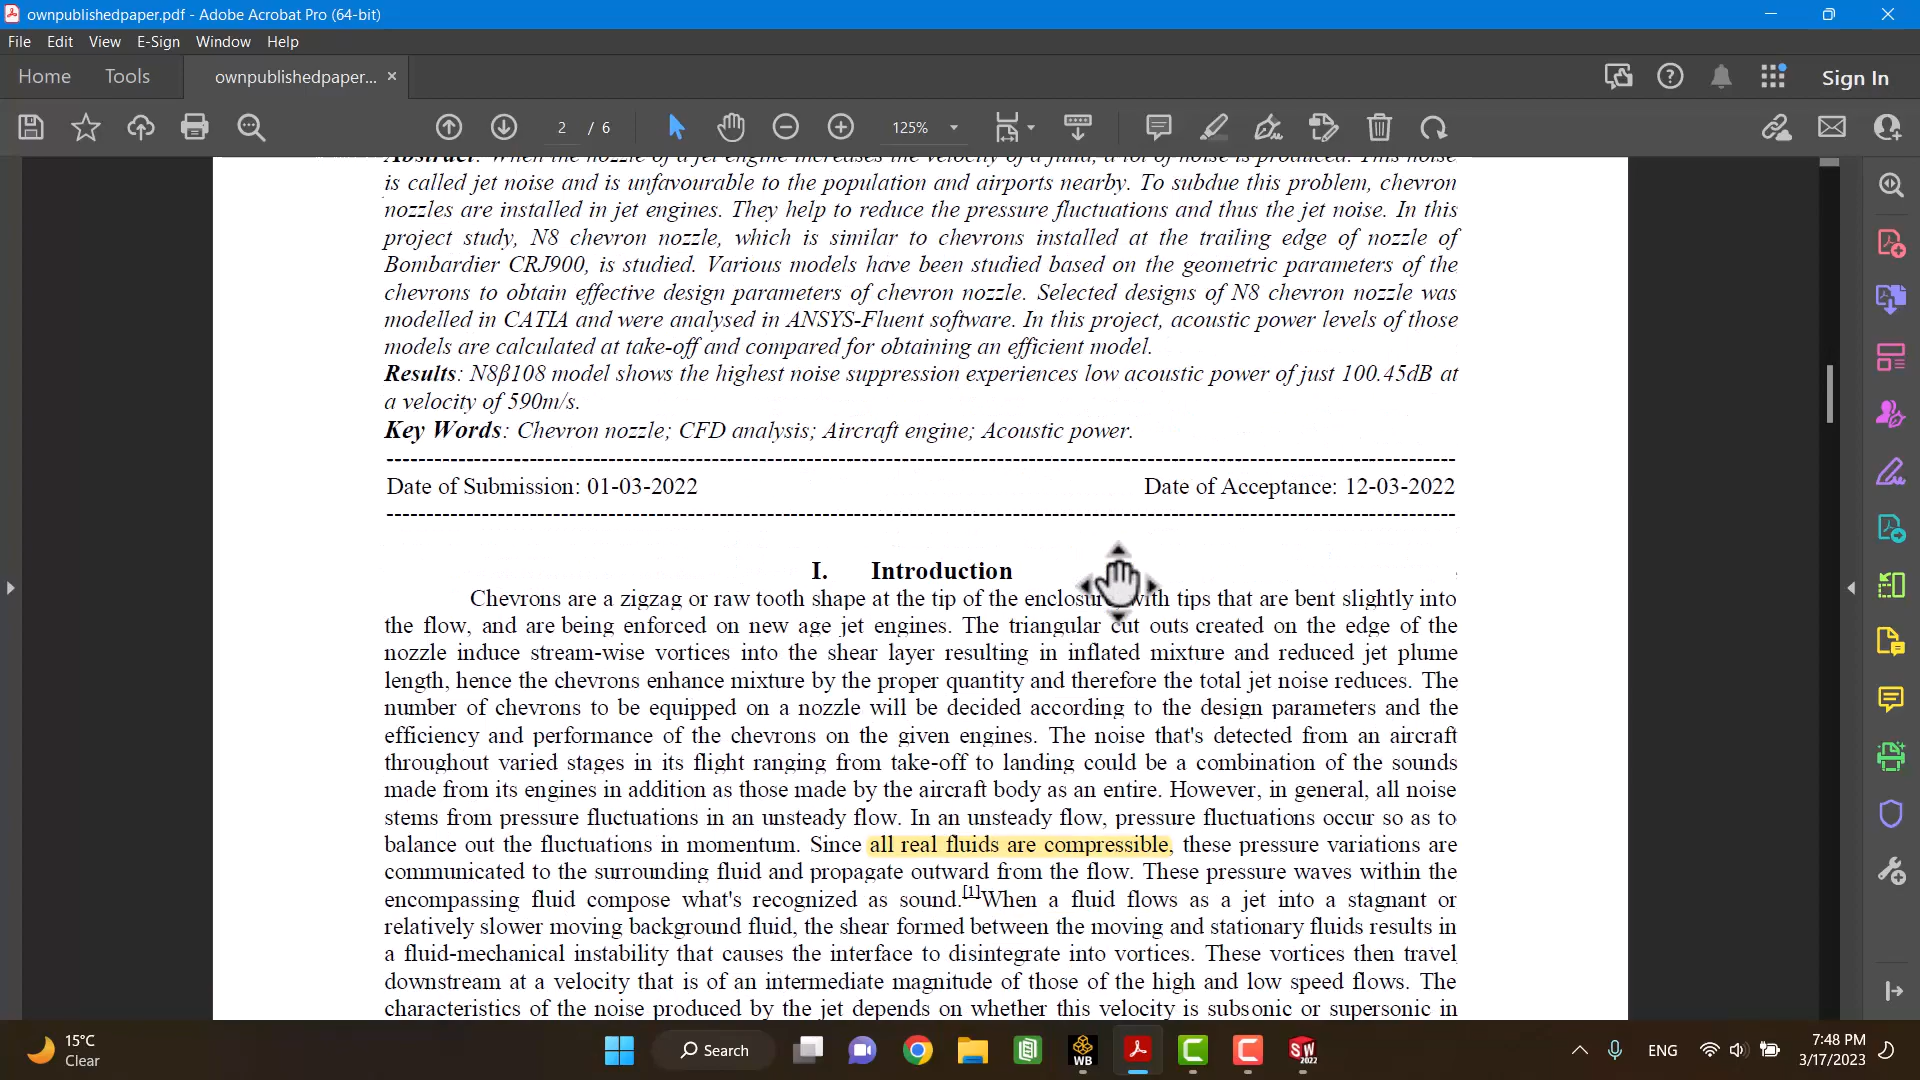 ownpublishedpaper.pdf - Adobe Acrobat Pro (64-bit)
File Edit View E-Sign Window Help
Home Tools ownpublishedpaper... × Sign In
2 / 6 125%
Abstract: When the nozzle of a jet engine increases the velocity of a fluid, a lot of noise is produced. This noise
is called jet noise and is unfavourable to the population and airports nearby. To subdue this problem, chevron
nozzles are installed in jet engines. They help to reduce the pressure fluctuations and thus the jet noise. In this
project study, N8 chevron nozzle, which is similar to chevrons installed at the trailing edge of nozzle of
Bombardier CRJ900, is studied. Various models have been studied based on the geometric parameters of the
chevrons to obtain effective design parameters of chevron nozzle. Selected designs of N8 chevron nozzle was
modelled in CATIA and were analysed in ANSYS-Fluent software. In this project, acoustic power levels of those
models are calculated at take-off and compared for obtaining an efficient model.
Results: N8β108 model shows the highest noise suppression experiences low acoustic power of just 100.45dB at
a velocity of 590m/s.
Key Words: Chevron nozzle; CFD analysis; Aircraft engine; Acoustic power.
Date of Submission: 01-03-2022 Date of Acceptance: 12-03-2022
I. Introduction
Chevrons are a zigzag or raw tooth shape at the tip of the enclosure with tips that are bent slightly into
the flow, and are being enforced on new age jet engines. The triangular cut outs created on the edge of the
nozzle induce stream-wise vortices into the shear layer resulting in inflated mixture and reduced jet plume
length, hence the chevrons enhance mixture by the proper quantity and therefore the total jet noise reduces. The
number of chevrons to be equipped on a nozzle will be decided according to the design parameters and the
efficiency and performance of the chevrons on the given engines. The noise that's detected from an aircraft
throughout varied stages in its flight ranging from take-off to landing could be a combination of the sounds
made from its engines in addition as those made by the aircraft body as an entire. However, in general, all noise
stems from pressure fluctuations in an unsteady flow. In an unsteady flow, pressure fluctuations occur so as to
balance out the fluctuations in momentum. Since all real fluids are compressible, these pressure variations are
communicated to the surrounding fluid and propagate outward from the flow. These pressure waves within the
encompassing fluid compose what's recognized as sound.[1]When a fluid flows as a jet into a stagnant or
relatively slower moving background fluid, the shear formed between the moving and stationary fluids results in
a fluid-mechanical instability that causes the interface to disintegrate into vortices. These vortices then travel
downstream at a velocity that is of an intermediate magnitude of those of the high and low speed flows. The
characteristics of the noise produced by the jet depends on whether this velocity is subsonic or supersonic in
15°C
Clear
Search
WB
SW
2022
ENG
7:48 PM
3/17/2023